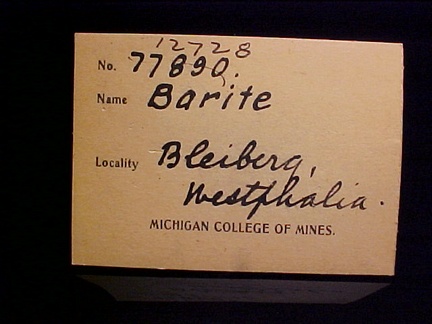 12728
No. 77890.
Name Barite
Locality Bleiberg,
Westphalia.
MICHIGAN COLLEGE OF MINES.